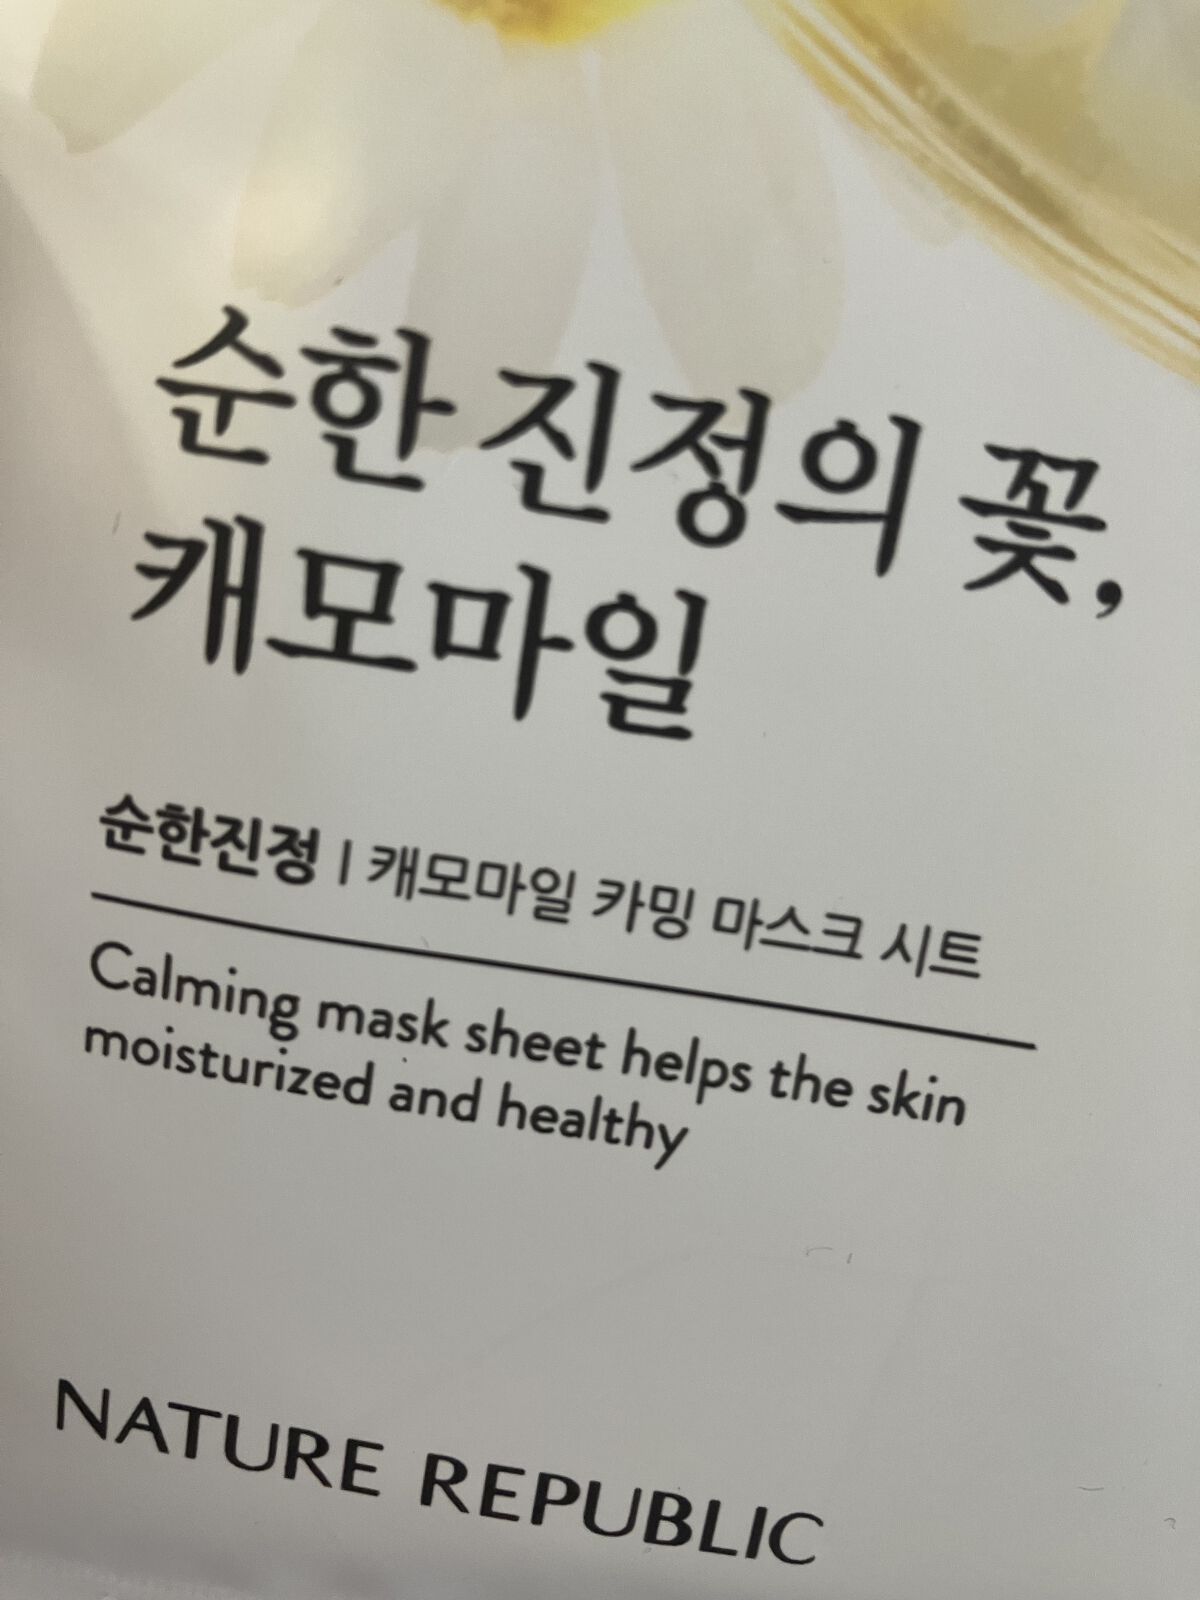 순한 진정의 꽃,
캐모마일
순한진정 | 캐모마일 카밍 마스크 시트
Calming mask sheet helps the skin
moisturized and healthy
NATURE REPUBLIC